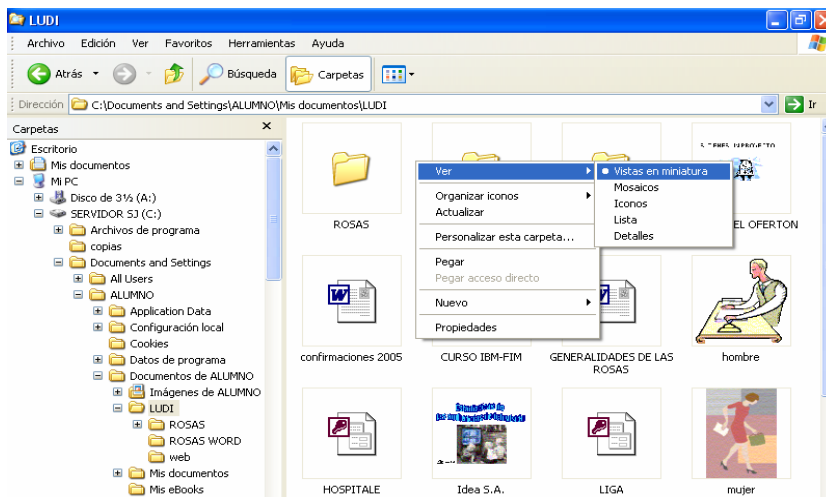 LUDI
Archivo Edición Ver Favoritos Herramientas Ayuda
Atrás Búsqueda Carpetas
Dirección C:\Documents and Settings\ALUMNO\Mis documentos\LUDI Ir
Carpetas
Escritorio
Mis documentos
Mi PC
Disco de 3½ (A:)
SERVIDOR SJ (C:)
Archivos de programa
copias
Documents and Settings
All Users
ALUMNO
Application Data
Configuración local
Cookies
Datos de programa
Documentos de ALUMNO
Imágenes de ALUMNO
LUDI
ROSAS
ROSAS WORD
web
Mis documentos
Mis eBooks
ROSAS
EL OFERTON
Ver
Organizar iconos
Actualizar
Personalizar esta carpeta...
Pegar
Pegar acceso directo
Nuevo
Propiedades
Vistas en miniatura
Mosaicos
Iconos
Lista
Detalles
confirmaciones 2005
CURSO IBM-FIM
GENERALIDADES DE LAS
ROSAS
hombre
HOSPITALE
Idea S.A.
LIGA
mujer